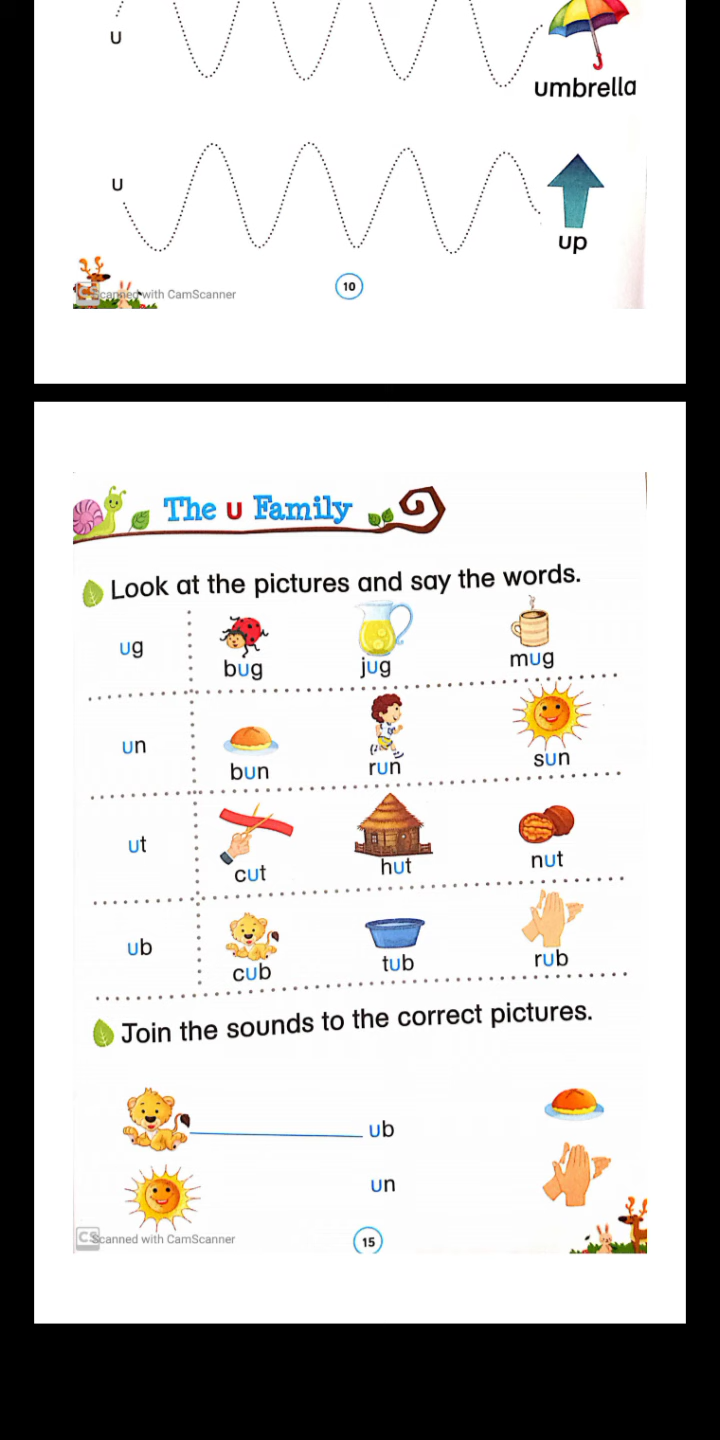 u
umbrella
u
up
CS Scanned with CamScanner
10
The u Family
Look at the pictures and say the words.
ug bug jug mug
un bun run sun
ut cut hut nut
ub cub tub rub
Join the sounds to the correct pictures.
ub
un
CS Scanned with CamScanner
15